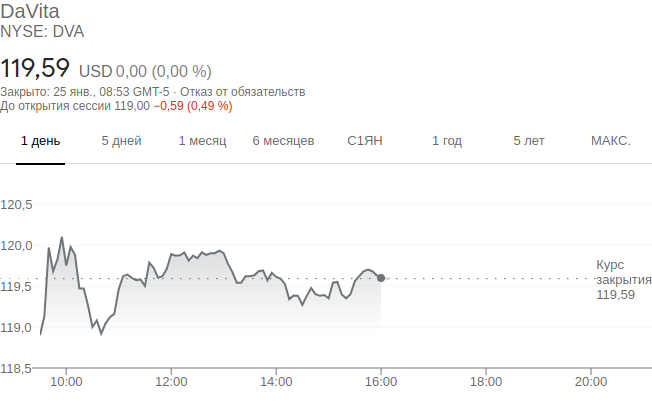 DaVita
NYSE: DVA
119,59 USD 0,00 (0,00 %)
Закрыто: 25 янв., 08:53 GMT-5 · Отказ от обязательств
До открытия сессии 119,00 −0,59 (0,49 %)
1 день 5 дней 1 месяц 6 месяцев С1ЯН 1 год 5 лет МАКС.
120,5
120,0
Курс
закрытия
119,59
119,5
119,0
118,5
10:00 12:00 14:00 16:00 18:00 20:00